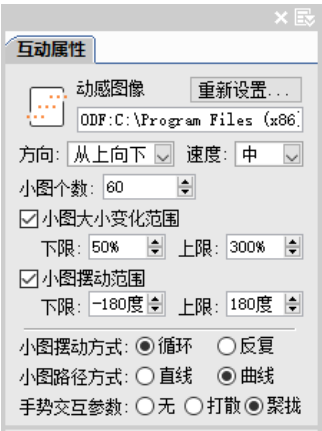 互动属性
动感图像 重新设置...
ODF:C:\Program Files (x86)
方向: 从上向下 速度: 中
小图个数: 60
小图大小变化范围
下限: 50% 上限: 300%
小图摆动范围
下限: -180度 上限: 180度
小图摆动方式: 循环 反复
小图路径方式: 直线 曲线
手势交互参数: 无 打散 聚拢